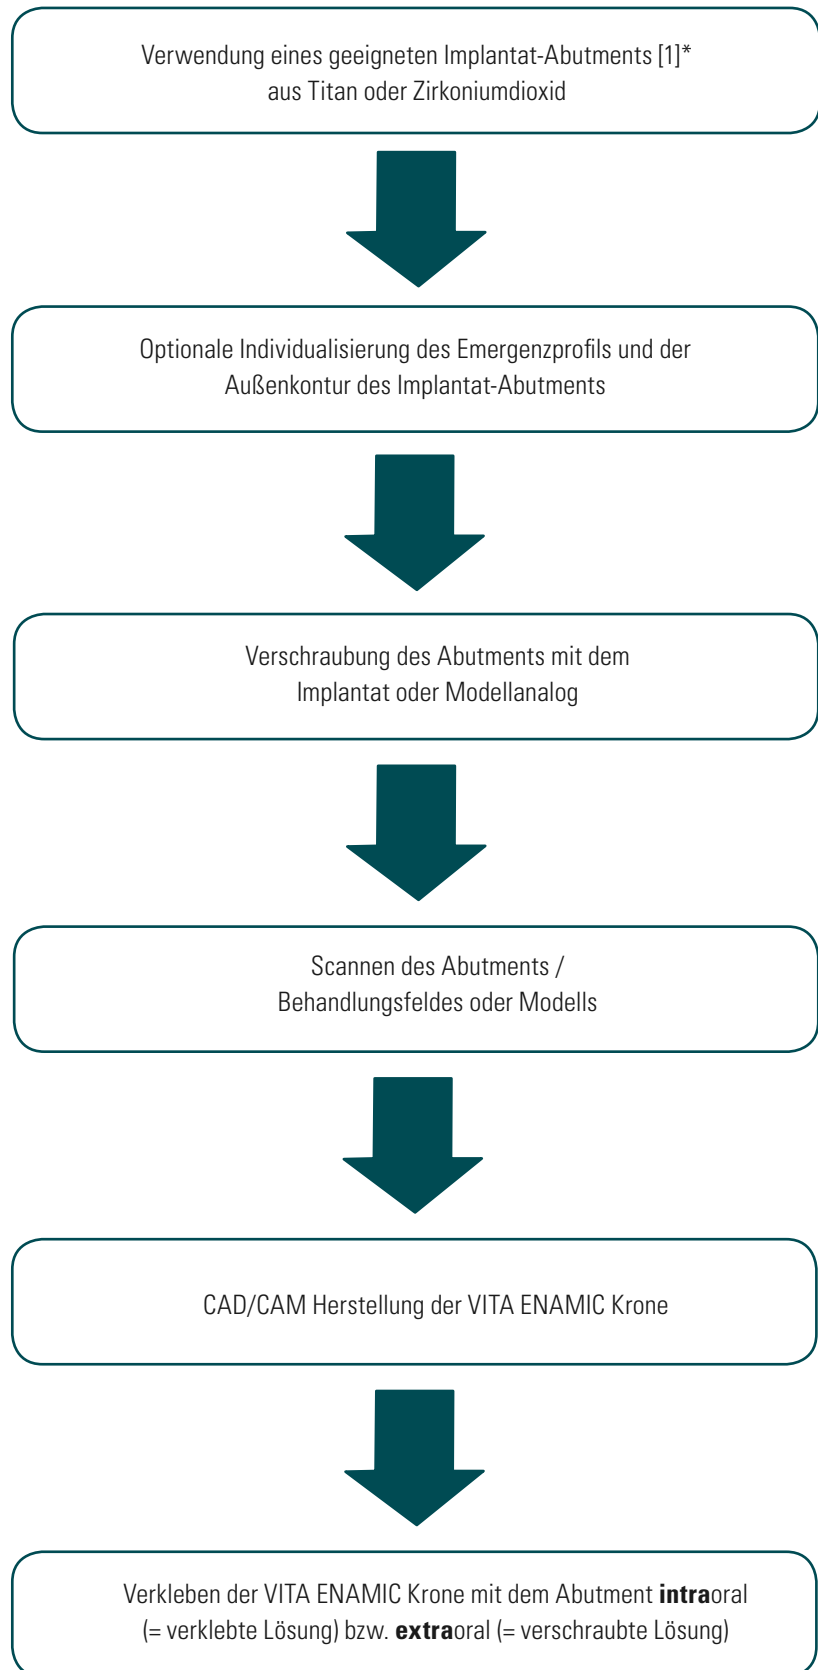 Verwendung eines geeigneten Implantat-Abutments [1]*
aus Titan oder Zirkoniumdioxid
Optionale Individualisierung des Emergenzprofils und der
Außenkontur des Implantat-Abutments
Verschraubung des Abutments mit dem
Implantat oder Modellanalog
Scannen des Abutments /
Behandlungsfeldes oder Modells
CAD/CAM Herstellung der VITA ENAMIC Krone
Verkleben der VITA ENAMIC Krone mit dem Abutment intraoral
(= verklebte Lösung) bzw. extraoral (= verschraubte Lösung)